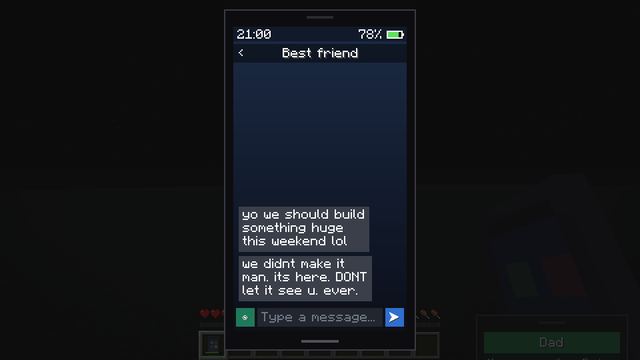 21:00 78%
< Best friend
yo we should build
something huge
this weekend lol
we didnt make it
man. its here. DONT
let it see u. ever.
Type a message...
Dad